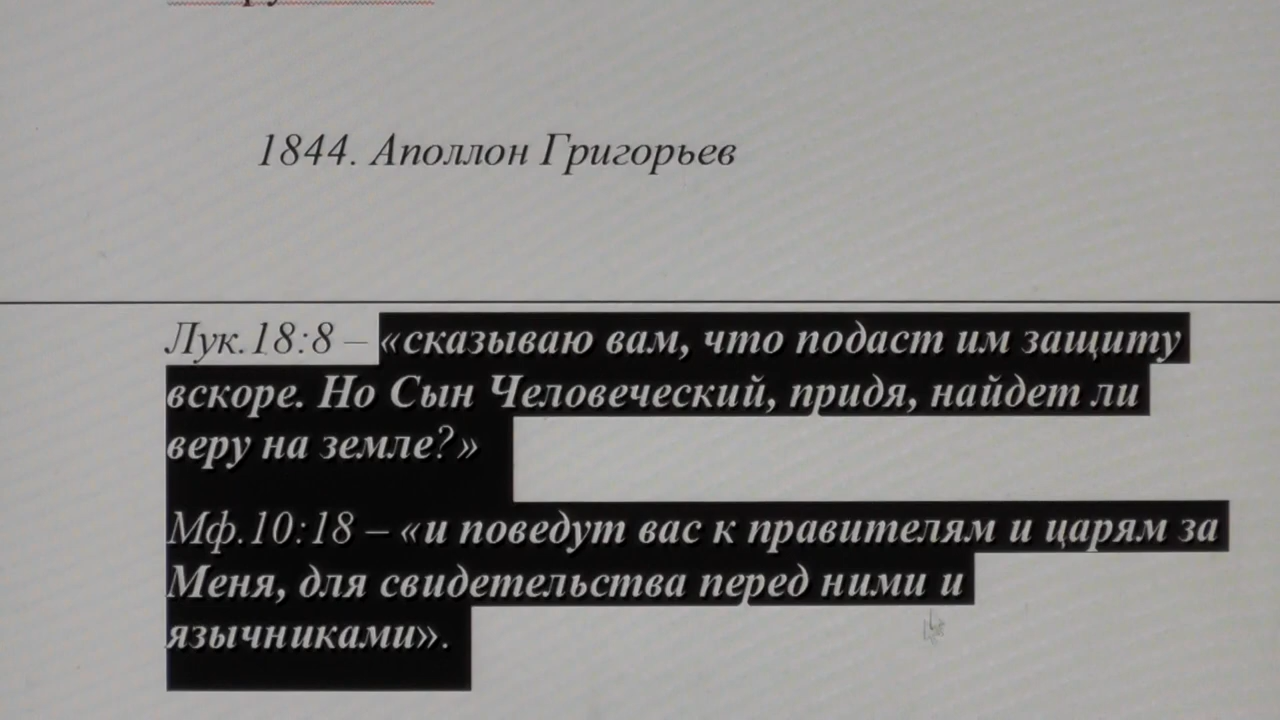 1844. Аполлон Григорьев
Лук.18:8 – «сказываю вам, что подаст им защиту
вскоре. Но Сын Человеческий, придя, найдет ли
веру на земле?»
Мф.10:18 – «и поведут вас к правителям и царям за
Меня, для свидетельства перед ними и
язычниками».